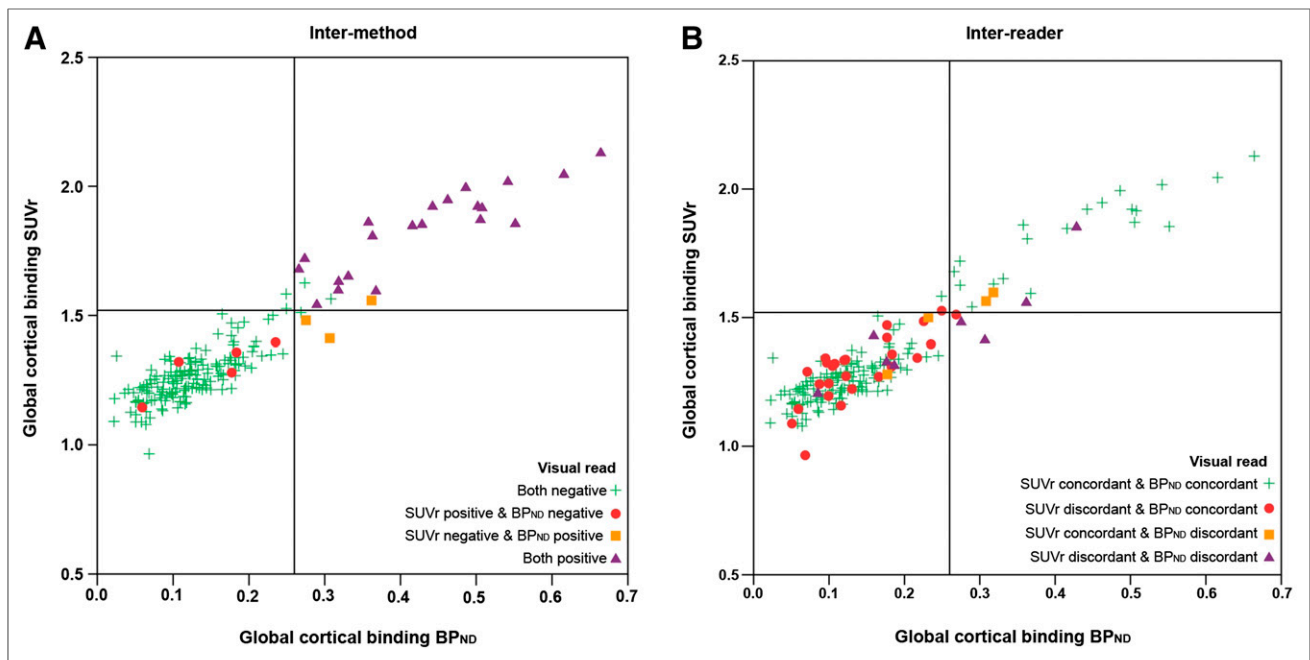 A
Inter-method
2.5
2.0
1.5
1.0
0.5
Global cortical binding SUVr
Visual read
Both negative
SUVr positive & BPND negative
SUVr negative & BPND positive
Both positive
0.0 0.1 0.2 0.3 0.4 0.5 0.6 0.7
Global cortical binding BPND
B
Inter-reader
2.5
2.0
1.5
1.0
0.5
Global cortical binding SUVr
Visual read
SUVr concordant & BPND concordant
SUVr discordant & BPND concordant
SUVr concordant & BPND discordant
SUVr discordant & BPND discordant
0.0 0.1 0.2 0.3 0.4 0.5 0.6 0.7
Global cortical binding BPND